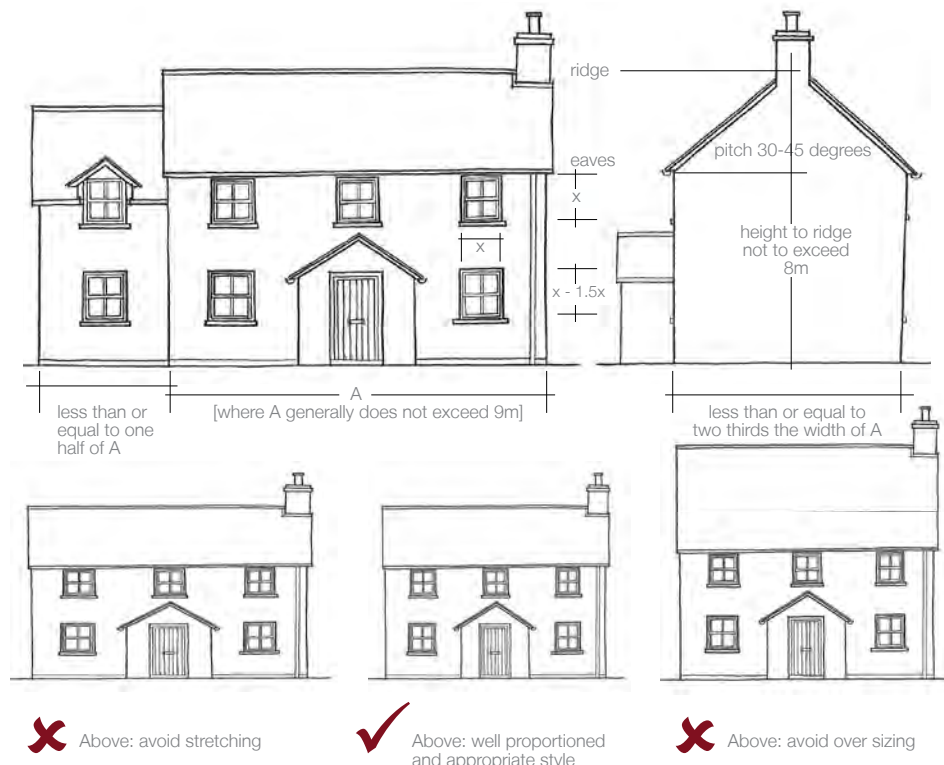 ridge
eaves
pitch 30-45 degrees
x
height to ridge
not to exceed
8m
x
x - 1.5x
A
[where A generally does not exceed 9m]
less than or
equal to one
half of A
less than or equal to
two thirds the width of A
Above: avoid stretching
Above: well proportioned
and appropriate style
Above: avoid over sizing